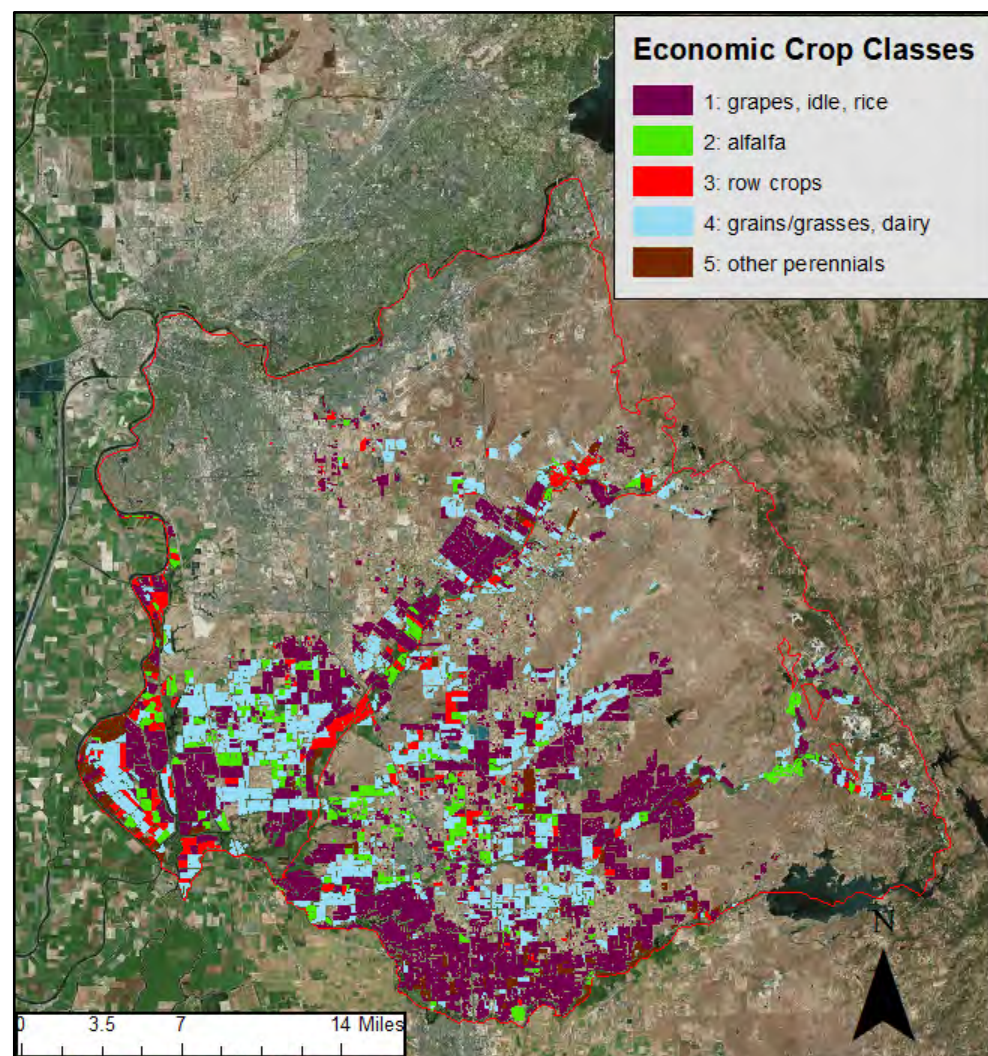 Economic Crop Classes
1: grapes, idle, rice
2: alfalfa
3: row crops
4: grains/grasses, dairy
5: other perennials
N
0 3.5 7 14 Miles